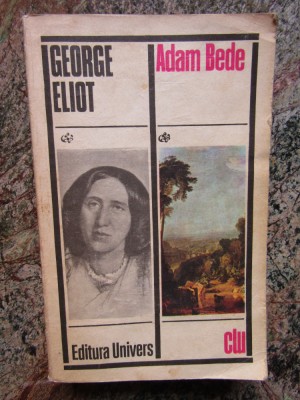 GEORGE
ELIOT
Adam Bede
Editura Univers
clu